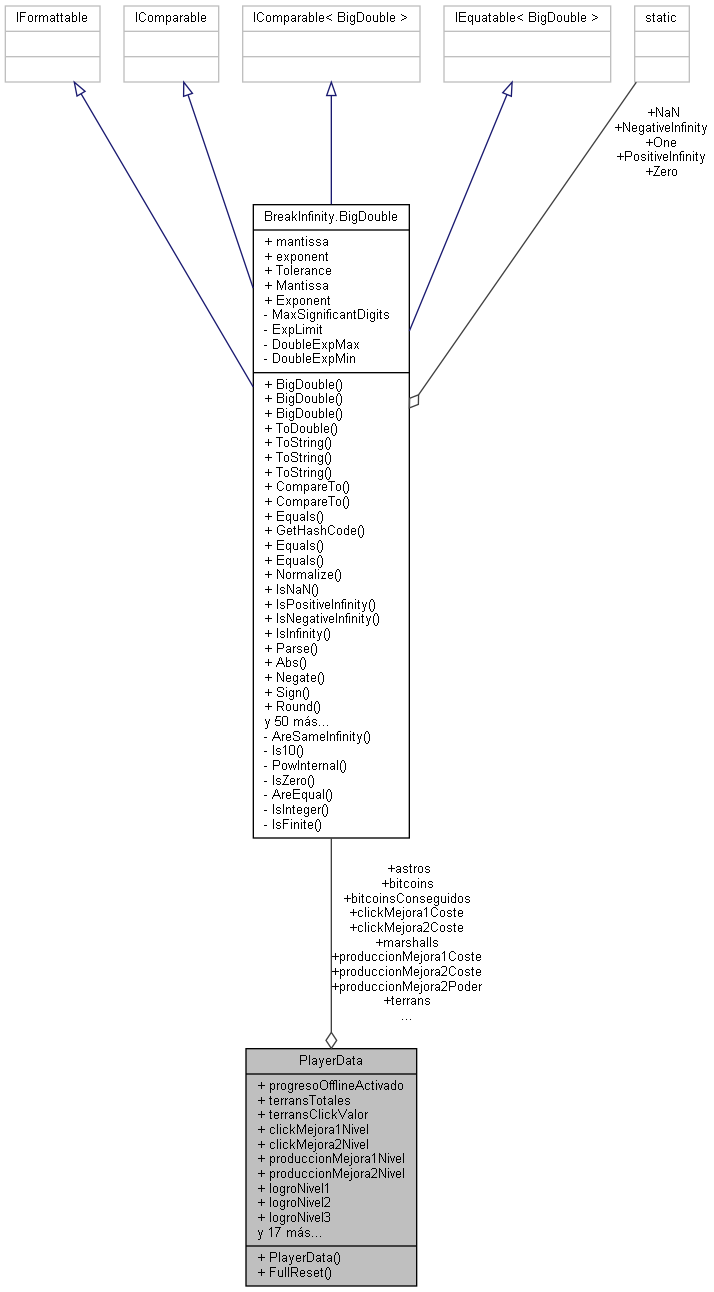 IFormattable
IComparable
IComparable< BigDouble >
IEquatable< BigDouble >
static
+NaN
+NegativeInfinity
+One
+PositiveInfinity
+Zero
BreakInfinity.BigDouble
+ mantissa
+ exponent
+ Tolerance
+ Mantissa
+ Exponent
- MaxSignificantDigits
- ExpLimit
- DoubleExpMax
- DoubleExpMin
+ BigDouble()
+ BigDouble()
+ BigDouble()
+ ToDouble()
+ ToString()
+ ToString()
+ ToString()
+ CompareTo()
+ CompareTo()
+ Equals()
+ GetHashCode()
+ Equals()
+ Equals()
+ Normalize()
+ IsNaN()
+ IsPositiveInfinity()
+ IsNegativeInfinity()
+ IsInfinity()
+ Parse()
+ Abs()
+ Negate()
+ Sign()
+ Round()
y 50 más...
- AreSameInfinity()
- Is10()
- PowInternal()
- IsZero()
- AreEqual()
- IsInteger()
- IsFinite()
+astros
+bitcoins
+bitcoinsConseguidos
+clickMejora1Coste
+clickMejora2Coste
+marshalls
+produccionMejora1Coste
+produccionMejora2Coste
+produccionMejora2Poder
+terrans
...
PlayerData
+ progresoOfflineActivado
+ terransTotales
+ terransClickValor
+ clickMejora1Nivel
+ clickMejora2Nivel
+ produccionMejora1Nivel
+ produccionMejora2Nivel
+ logroNivel1
+ logroNivel2
+ logroNivel3
y 17 más...
+ PlayerData()
+ FullReset()